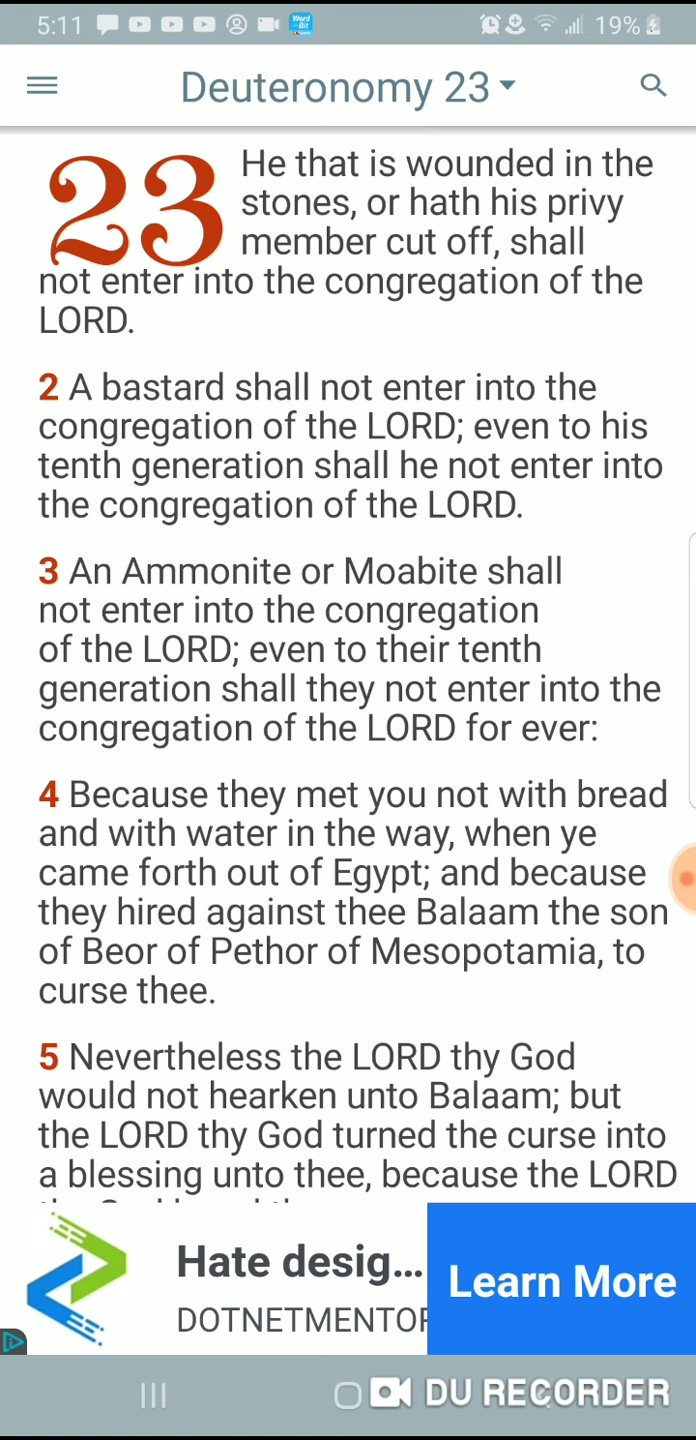 5:11
Word
Bit
19%
Deuteronomy 23
23 He that is wounded in the
stones, or hath his privy
member cut off, shall
not enter into the congregation of the
LORD.
2 A bastard shall not enter into the
congregation of the LORD; even to his
tenth generation shall he not enter into
the congregation of the LORD.
3 An Ammonite or Moabite shall
not enter into the congregation
of the LORD; even to their tenth
generation shall they not enter into the
congregation of the LORD for ever:
4 Because they met you not with bread
and with water in the way, when ye
came forth out of Egypt; and because
they hired against thee Balaam the son
of Beor of Pethor of Mesopotamia, to
curse thee.
5 Nevertheless the LORD thy God
would not hearken unto Balaam; but
the LORD thy God turned the curse into
a blessing unto thee, because the LORD
Hate desig...
DOTNETMENTOR
Learn More
DU RECORDER